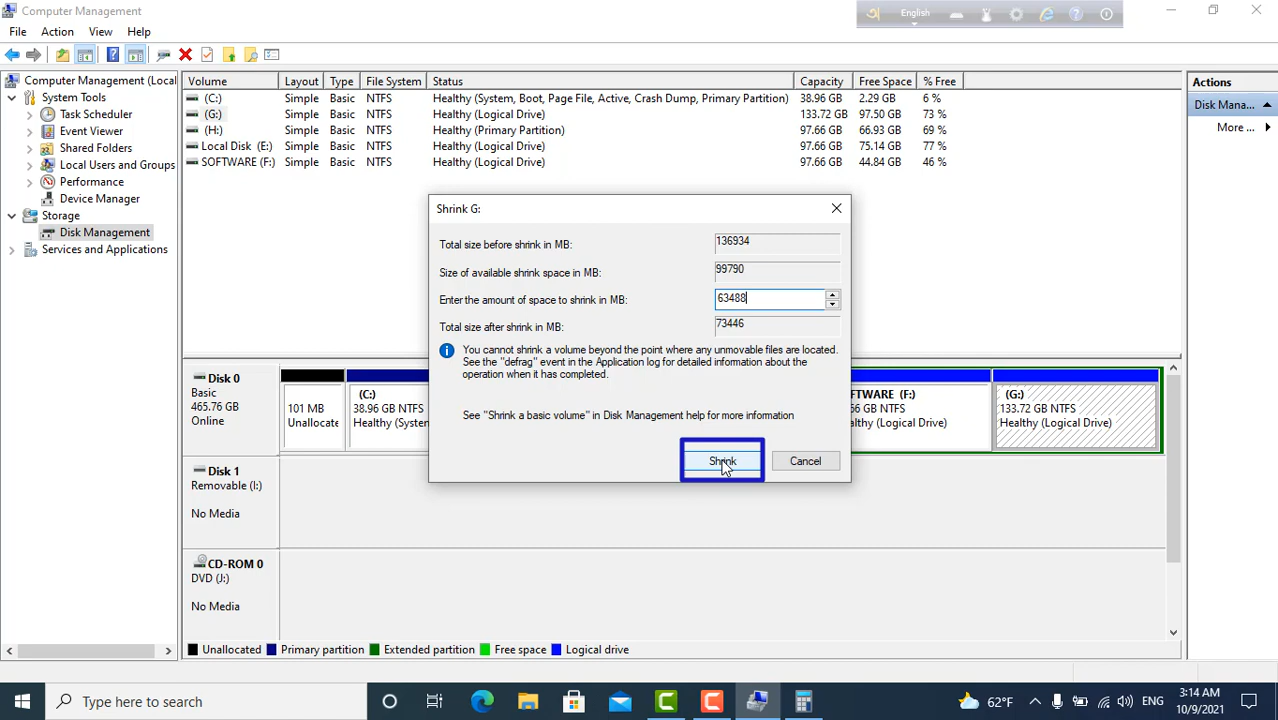 Computer Management
English
File Action View Help
Computer Management (Local
System Tools
Task Scheduler
Event Viewer
Shared Folders
Local Users and Groups
Performance
Device Manager
Storage
Disk Management
Services and Applications
Volume Layout Type File System Status Capacity Free Space % Free
(C:) Simple Basic NTFS Healthy (System, Boot, Page File, Active, Crash Dump, Primary Partition) 38.96 GB 2.29 GB 6 %
(G:) Simple Basic NTFS Healthy (Logical Drive) 133.72 GB 97.50 GB 73 %
(H:) Simple Basic NTFS Healthy (Primary Partition) 97.66 GB 66.93 GB 69 %
Local Disk (E:) Simple Basic NTFS Healthy (Logical Drive) 97.66 GB 75.14 GB 77 %
SOFTWARE (F:) Simple Basic NTFS Healthy (Logical Drive) 97.66 GB 44.84 GB 46 %
Actions
Disk Mana...
More ...
Shrink G:
Total size before shrink in MB: 136934
Size of available shrink space in MB: 99790
Enter the amount of space to shrink in MB: 63488
Total size after shrink in MB: 73446
You cannot shrink a volume beyond the point where any unmovable files are located.
See the "defrag" event in the Application log for detailed information about the
operation when it has completed.
See "Shrink a basic volume" in Disk Management help for more information
Shrink Cancel
Disk 0
Basic
465.76 GB
Online
101 MB
Unallocate
(C:)
38.96 GB NTFS
Healthy (Systen
FTWARE (F:)
66 GB NTFS
althy (Logical Drive)
(G:)
133.72 GB NTFS
Healthy (Logical Drive)
Disk 1
Removable (I:)
No Media
CD-ROM 0
DVD (J:)
No Media
Unallocated Primary partition Extended partition Free space Logical drive
Type here to search
62°F
ENG
3:14 AM
10/9/2021